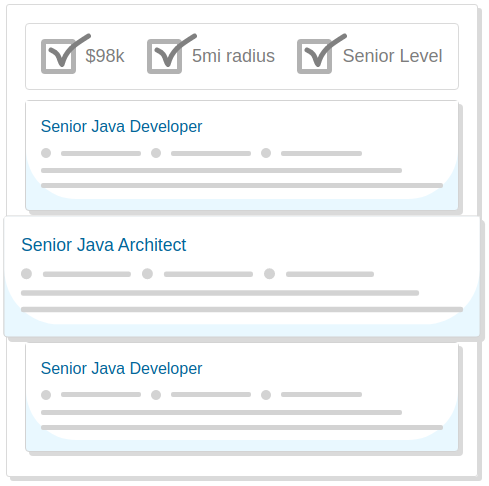 $98k 5mi radius Senior Level
Senior Java Developer
Senior Java Architect
Senior Java Developer